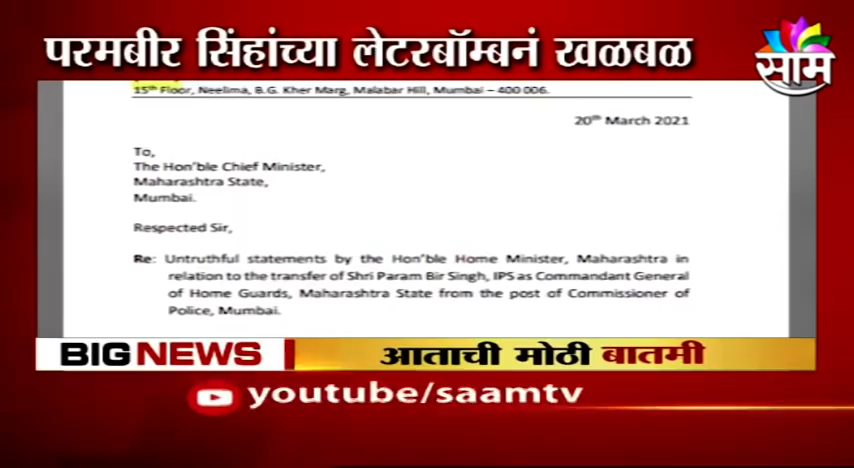 परमबीर सिंहांच्या लेटरबॉम्बनं खळबळ
साम
15th Floor, Neelima, B.G. Kher Marg, Malabar Hill, Mumbai – 400 006.
20th March 2021
To,
The Hon'ble Chief Minister,
Maharashtra State,
Mumbai.
Respected Sir,
Re: Untruthful statements by the Hon'ble Home Minister, Maharashtra in
relation to the transfer of Shri Param Bir Singh, IPS as Commandant General
of Home Guards, Maharashtra State from the post of Commissioner of
Police, Mumbai.
BIG NEWS
आताची मोठी बातमी
youtube/saamtv